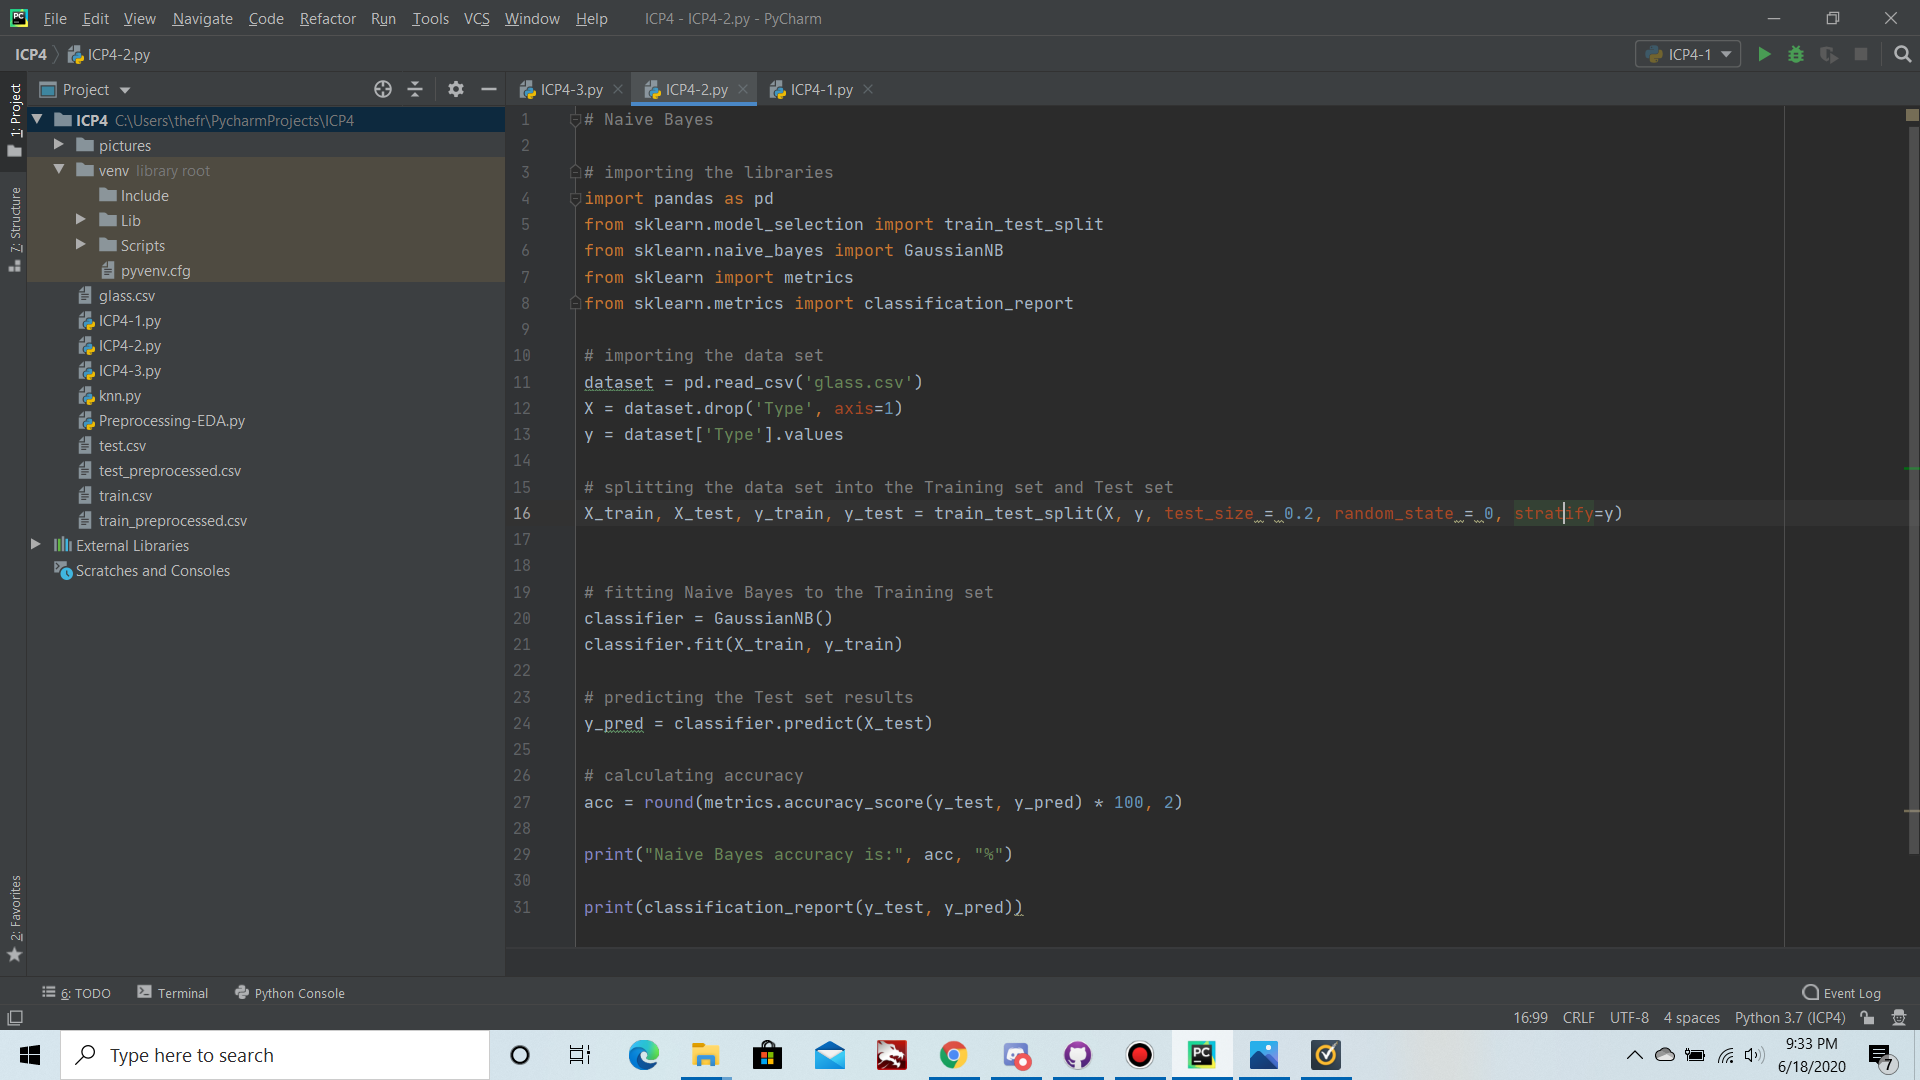 File Edit View Navigate Code Refactor Run Tools VCS Window Help ICP4 - ICP4-2.py - PyCharm
ICP4 ICP4-2.py ICP4-1
Project ICP4-3.py ICP4-2.py ICP4-1.py
1: Project
7: Structure
2: Favorites
ICP4 C:\Users\thefr\PycharmProjects\ICP4
pictures
venv library root
Include
Lib
Scripts
pyvenv.cfg
glass.csv
ICP4-1.py
ICP4-2.py
ICP4-3.py
knn.py
Preprocessing-EDA.py
test.csv
test_preprocessed.csv
train.csv
train_preprocessed.csv
External Libraries
Scratches and Consoles
1 # Naive Bayes
2
3 # importing the libraries
4 import pandas as pd
5 from sklearn.model_selection import train_test_split
6 from sklearn.naive_bayes import GaussianNB
7 from sklearn import metrics
8 from sklearn.metrics import classification_report
9
10 # importing the data set
11 dataset = pd.read_csv('glass.csv')
12 X = dataset.drop('Type', axis=1)
13 y = dataset['Type'].values
14
15 # splitting the data set into the Training set and Test set
16 X_train, X_test, y_train, y_test = train_test_split(X, y, test_size = 0.2, random_state = 0, stratify=y)
17
18
19 # fitting Naive Bayes to the Training set
20 classifier = GaussianNB()
21 classifier.fit(X_train, y_train)
22
23 # predicting the Test set results
24 y_pred = classifier.predict(X_test)
25
26 # calculating accuracy
27 acc = round(metrics.accuracy_score(y_test, y_pred) * 100, 2)
28
29 print("Naive Bayes accuracy is:", acc, "%")
30
31 print(classification_report(y_test, y_pred))
6: TODO Terminal Python Console Event Log
16:99 CRLF UTF-8 4 spaces Python 3.7 (ICP4)
Type here to search
PC
9:33 PM
6/18/2020
7